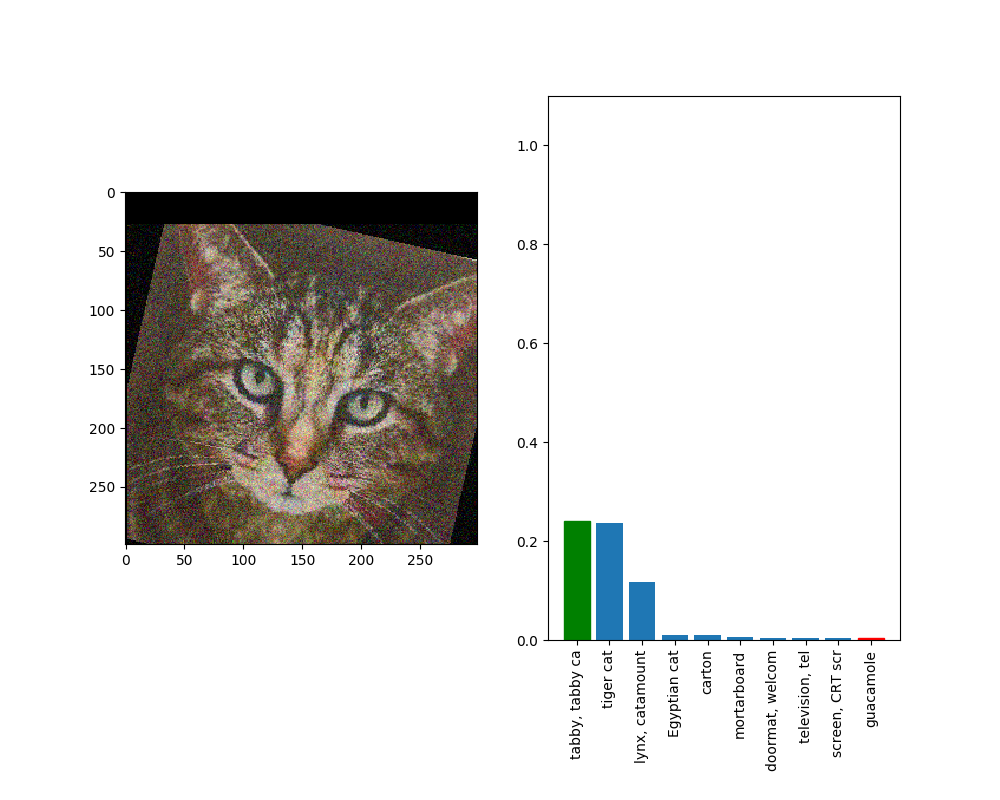 0
50
100
150
200
250
0 50 100 150 200 250
1.0
0.8
0.6
0.4
0.2
0.0
tabby, tabby ca
tiger cat
lynx, catamount
Egyptian cat
carton
mortarboard
doormat, welcom
television, tel
screen, CRT scr
guacamole